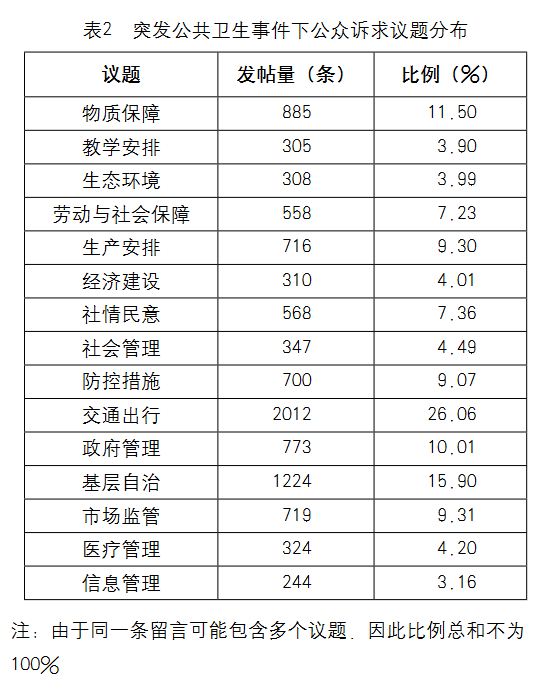 表2 突发公共卫生事件下公众诉求议题分布
议题 发帖量（条） 比例（%）
物质保障 885 11.50
教学安排 305 3.90
生态环境 308 3.99
劳动与社会保障 558 7.23
生产安排 716 9.30
经济建设 310 4.01
社情民意 568 7.36
社会管理 347 4.49
防控措施 700 9.07
交通出行 2012 26.06
政府管理 773 10.01
基层自治 1224 15.90
市场监管 719 9.31
医疗管理 324 4.20
信息管理 244 3.16
注：由于同一条留言可能包含多个议题．因此比例总和不为
100%